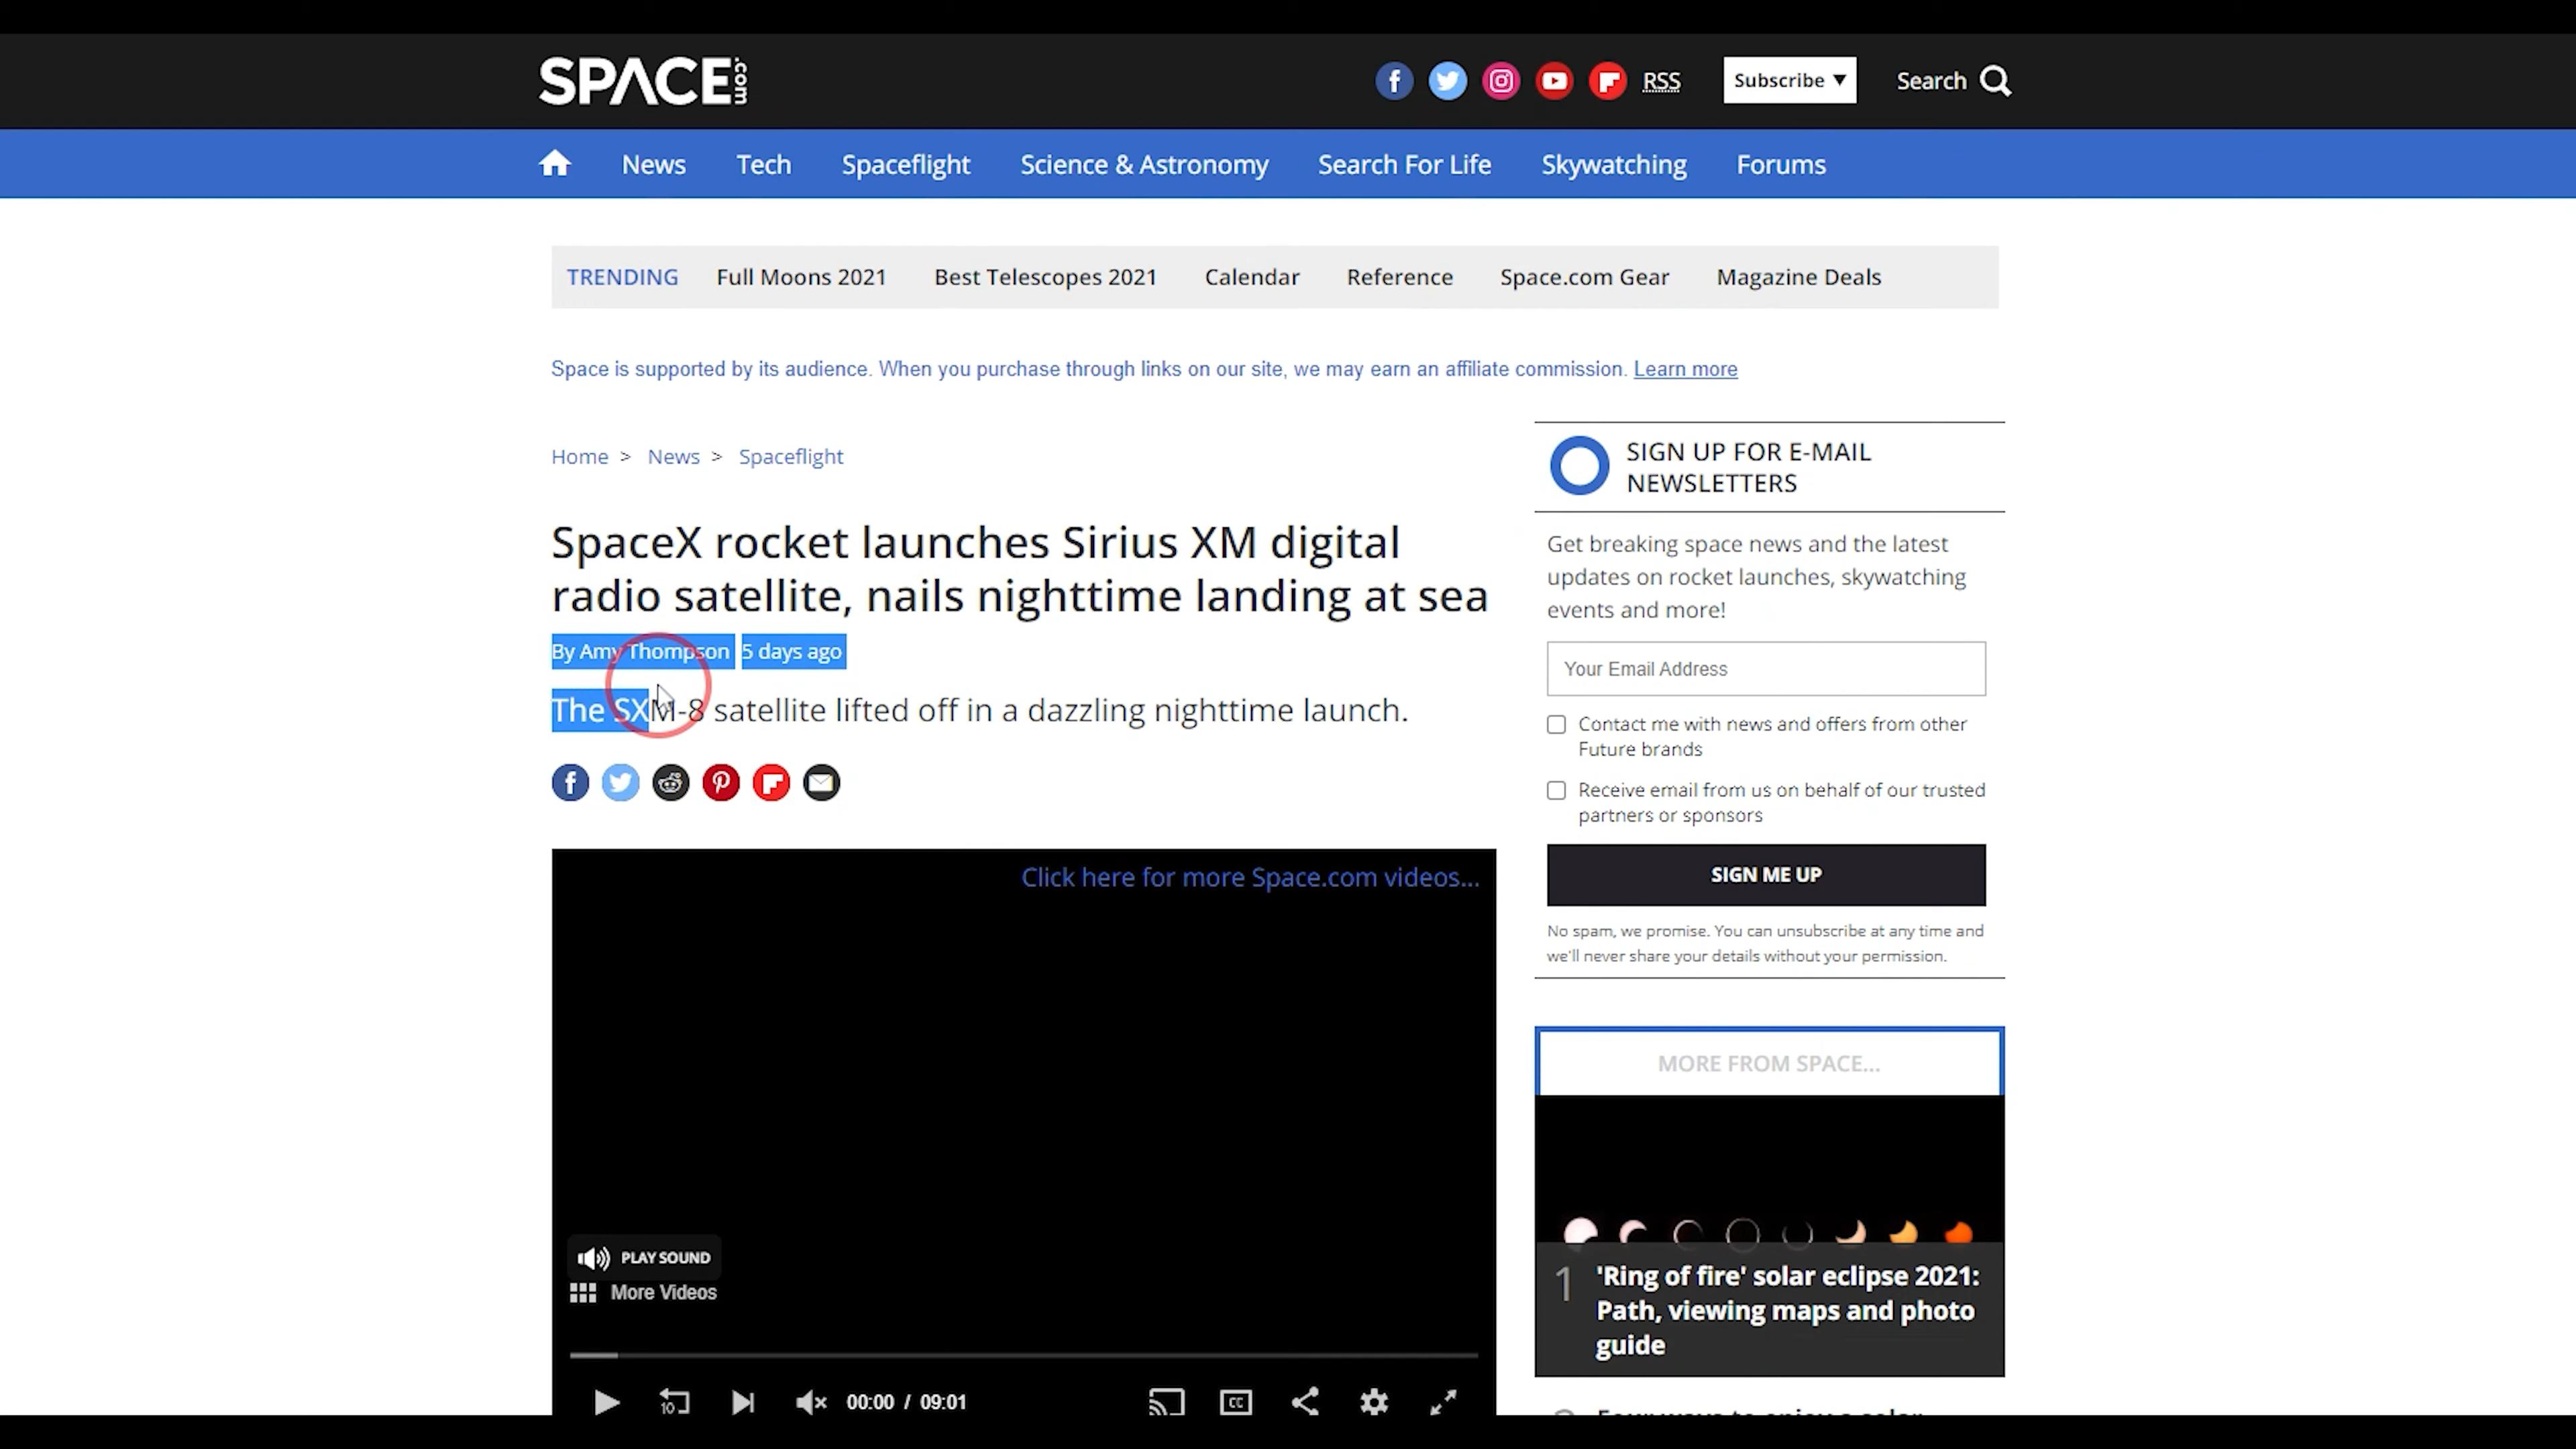 SPACE.com
RSS
Subscribe ▼
Search
News
Tech
Spaceflight
Science & Astronomy
Search For Life
Skywatching
Forums
TRENDING
Full Moons 2021
Best Telescopes 2021
Calendar
Reference
Space.com Gear
Magazine Deals
Space is supported by its audience. When you purchase through links on our site, we may earn an affiliate commission. Learn more
Home > News > Spaceflight
SpaceX rocket launches Sirius XM digital
radio satellite, nails nighttime landing at sea
By Amy Thompson 5 days ago
The SXM-8 satellite lifted off in a dazzling nighttime launch.
Click here for more Space.com videos...
PLAY SOUND
More Videos
10
00:00 / 09:01
CC
SIGN UP FOR E-MAIL
NEWSLETTERS
Get breaking space news and the latest
updates on rocket launches, skywatching
events and more!
Your Email Address
Contact me with news and offers from other
Future brands
Receive email from us on behalf of our trusted
partners or sponsors
SIGN ME UP
No spam, we promise. You can unsubscribe at any time and
we'll never share your details without your permission.
MORE FROM SPACE...
1
'Ring of fire' solar eclipse 2021:
Path, viewing maps and photo
guide